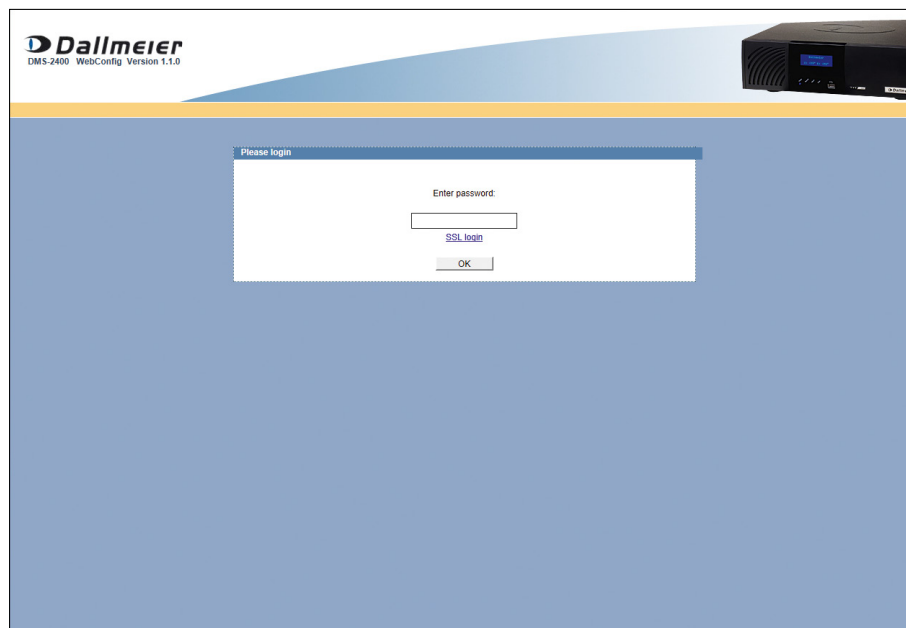 Dallmeier
DMS-2400 WebConfig Version 1.1.0
Please login
Enter password:
SSL login
OK